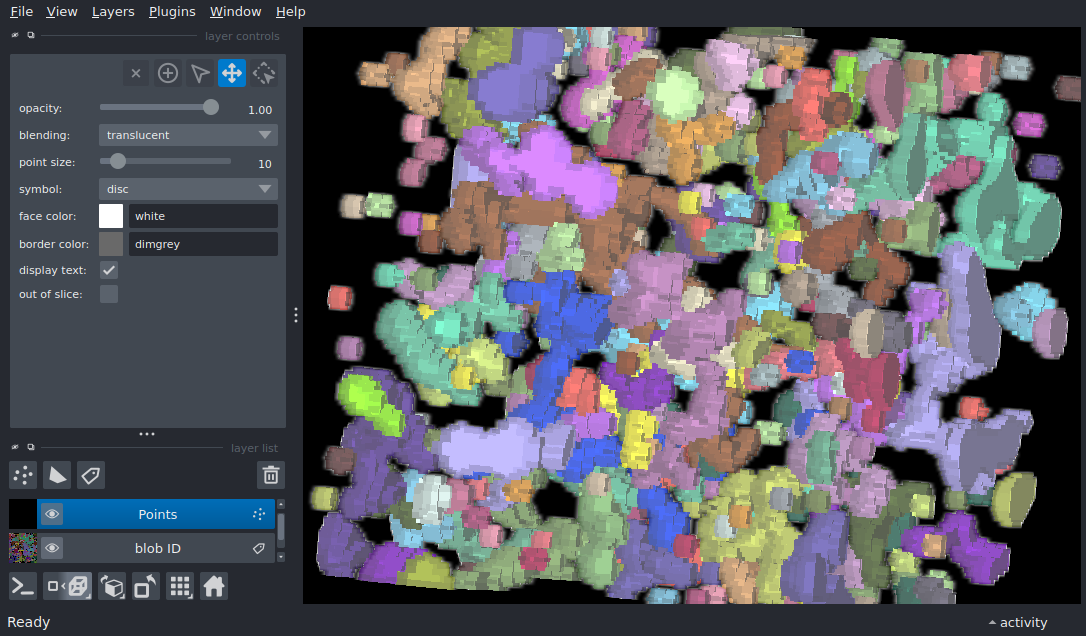 File View Layers Plugins Window Help
layer controls
opacity: 1.00
blending: translucent
point size: 10
symbol: disc
face color: white
border color: dimgrey
display text:
out of slice:
layer list
Points
blob ID
Ready activity